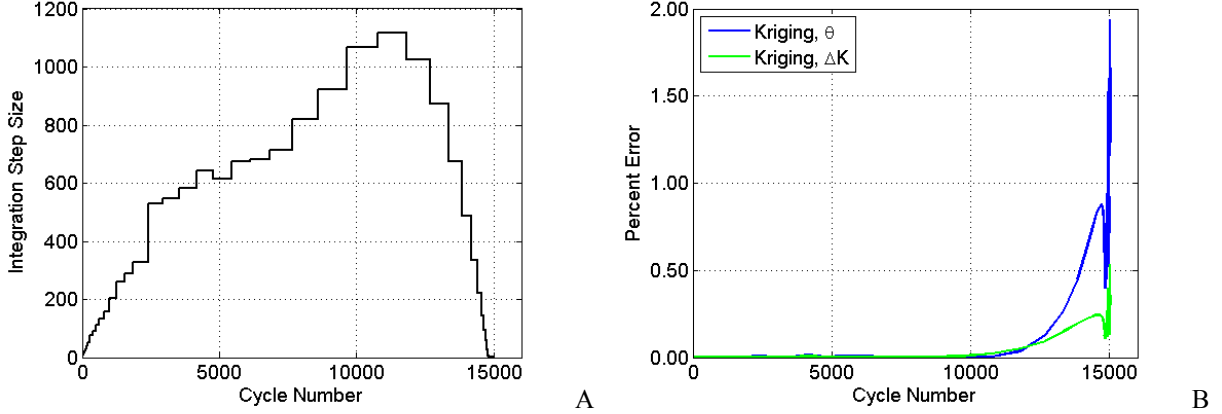 1200
1000
800
600
400
200
0
0
5000
10000
15000
Integration Step Size
Cycle Number
A
2.00
1.50
1.00
0.50
0.00
0
5000
10000
15000
Percent Error
Cycle Number
Kriging, θ
Kriging, ΔK
B